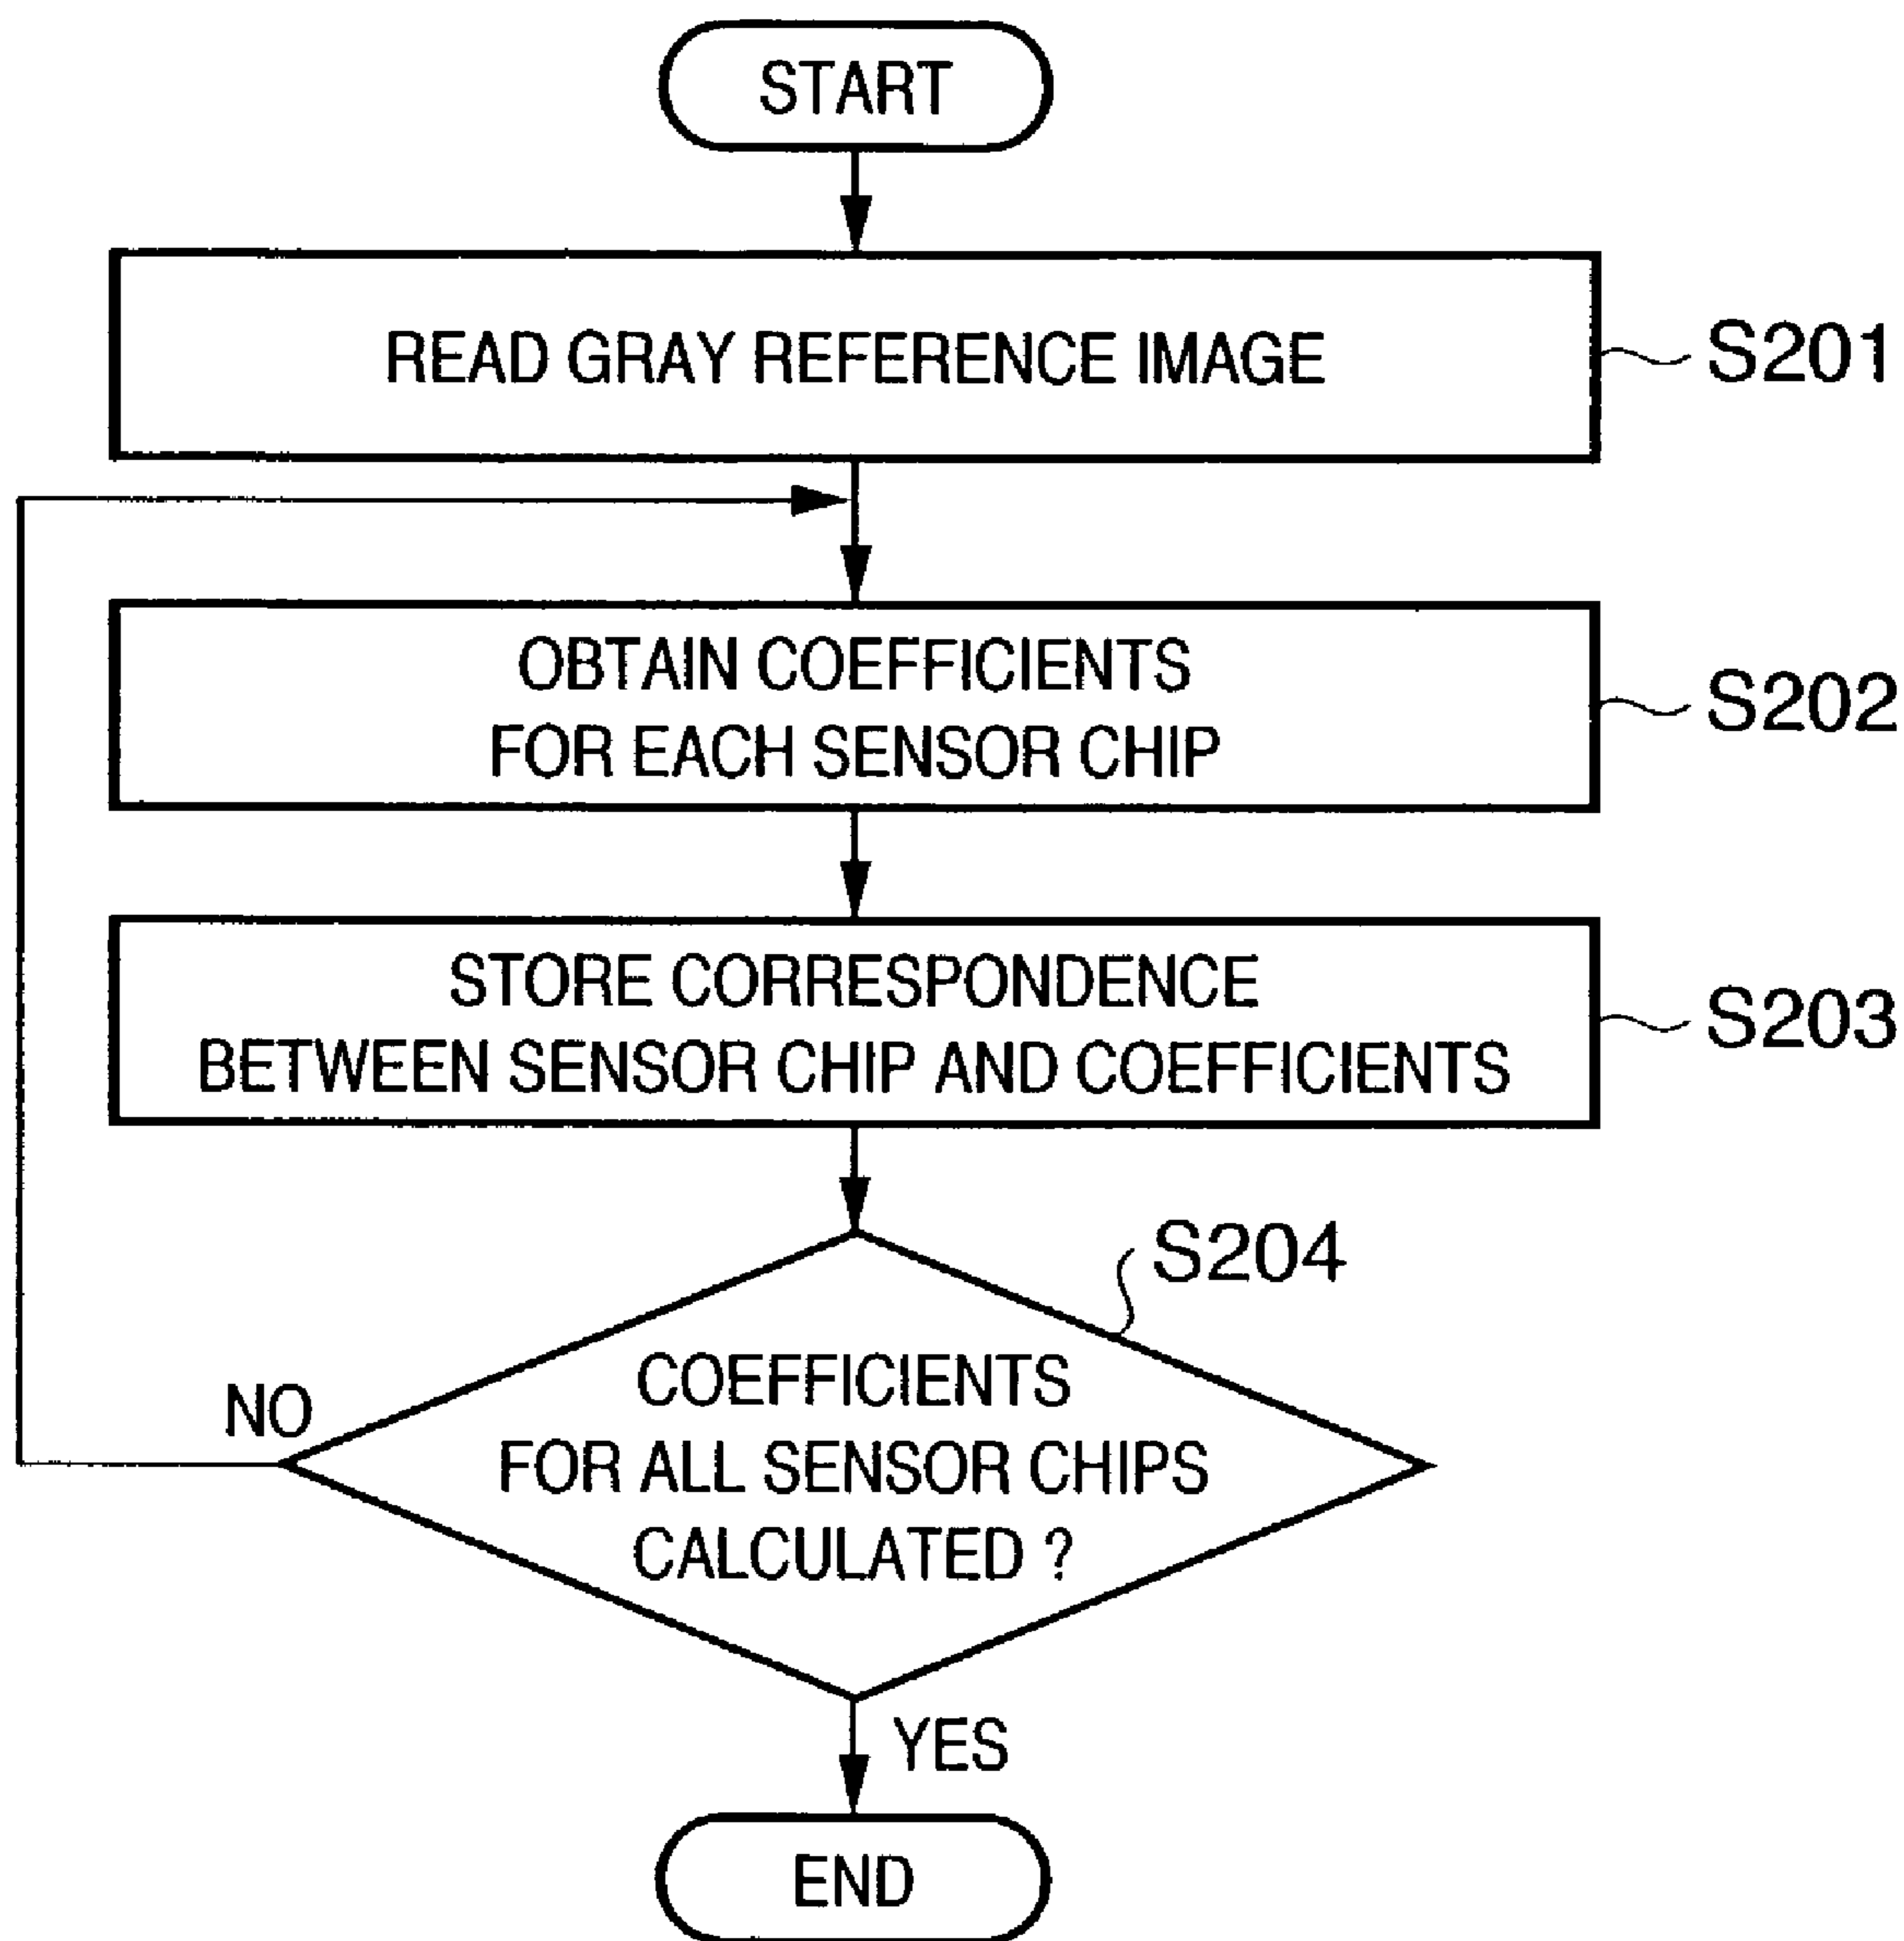 START
READ GRAY REFERENCE IMAGE
S201
OBTAIN COEFFICIENTS
FOR EACH SENSOR CHIP
S202
STORE CORRESPONDENCE
BETWEEN SENSOR CHIP AND COEFFICIENTS
S203
S204
COEFFICIENTS
FOR ALL SENSOR CHIPS
CALCULATED ?
NO
YES
END